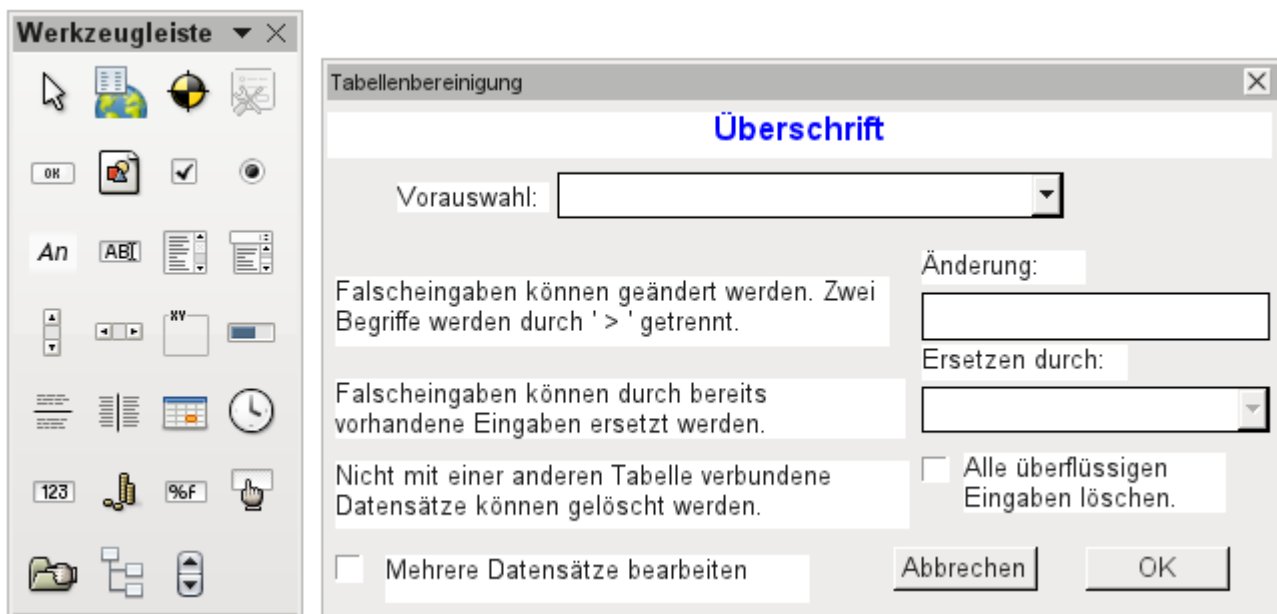 Werkzeugleiste
OK
An
ABI
XY
123
%F
Tabellenbereinigung
Überschrift
Vorauswahl:
Änderung:
Falscheingaben können geändert werden. Zwei
Begriffe werden durch ' > ' getrennt.
Ersetzen durch:
Falscheingaben können durch bereits
vorhandene Eingaben ersetzt werden.
Nicht mit einer anderen Tabelle verbundene
Datensätze können gelöscht werden.
Alle überflüssigen
Eingaben löschen.
Mehrere Datensätze bearbeiten
Abbrechen
OK